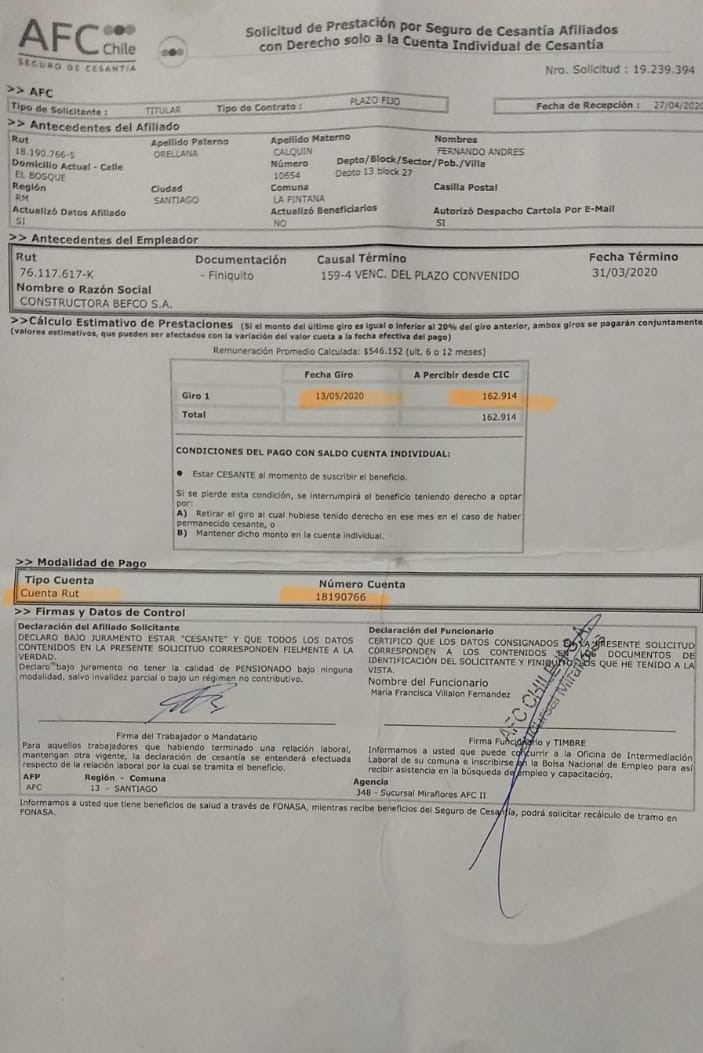 AFC Chile
SEGURO DE CESANTÍA
Solicitud de Prestación por Seguro de Cesantía Afiliados
con Derecho solo a la Cuenta Individual de Cesantía
Nro. Solicitud : 19.239.394
>> AFC
Tipo de Solicitante : TITULAR Tipo de Contrato : PLAZO FIJO Fecha de Recepción : 27/04/2020
>> Antecedentes del Afiliado
Rut Apellido Paterno Apellido Materno Nombres
18.190.766-5 ORELLANA CALQUIN FERNANDO ANDRES
Domicilio Actual - Calle Número Depto/Block/Sector/Pob./Villa
EL BOSQUE 10654 Depto 13 block 27
Región Ciudad Comuna Casilla Postal
RM SANTIAGO LA PINTANA
Actualizó Datos Afiliado Actualizó Beneficiarios Autorizó Despacho Cartola Por E-Mail
SI NO SI
>> Antecedentes del Empleador
Rut Documentación Causal Término Fecha Término
76.117.617-K - Finiquito 159-4 VENC. DEL PLAZO CONVENIDO 31/03/2020
Nombre o Razón Social
CONSTRUCTORA BEFCO S.A.
>>Cálculo Estimativo de Prestaciones (Si el monto del último giro es igual o inferior al 20% del giro anterior, ambos giros se pagarán conjuntamente
(valores estimativos, que pueden ser afectados con la variación del valor cuota a la fecha efectiva del pago)
Remuneración Promedio Calculada: $546.152 (ult. 6 o 12 meses)
Fecha Giro A Percibir desde CIC
Giro 1 13/05/2020 162.914
Total 162.914
CONDICIONES DEL PAGO CON SALDO CUENTA INDIVIDUAL:
● Estar CESANTE al momento de suscribir el beneficio.
Si se pierde esta condición, se interrumpirá el beneficio teniendo derecho a optar
por:
A) Retirar el giro al cual hubiese tenido derecho en ese mes en el caso de haber
permanecido cesante, o
B) Mantener dicho monto en la cuenta individual.
>> Modalidad de Pago
Tipo Cuenta Número Cuenta
Cuenta Rut 18190766
>> Firmas y Datos de Control
Declaración del Afiliado Solicitante
DECLARO BAJO JURAMENTO ESTAR "CESANTE" Y QUE TODOS LOS DATOS
CONTENIDOS EN LA PRESENTE SOLICITUD CORRESPONDEN FIELMENTE A LA
VERDAD.
Declaro bajo juramento no tener la calidad de PENSIONADO bajo ninguna
modalidad, salvo invalidez parcial o bajo un régimen no contributivo.
Declaración del Funcionario
CERTIFICO QUE LOS DATOS CONSIGNADOS EN LA PRESENTE SOLICITUD
CORRESPONDEN A LOS CONTENIDOS EN LOS DOCUMENTOS DE
IDENTIFICACIÓN DEL SOLICITANTE Y FINIQUITO/OS QUE HE TENIDO A LA
VISTA.
Nombre del Funcionario
Maria Francisca Villalon Fernandez
AFC CHILE II S.A.
Sucursal Miraflores
Firma del Trabajador o Mandatario
Para aquellos trabajadores que habiendo terminado una relación laboral,
mantengan otra vigente, la declaración de cesantía se entenderá efectuada
respecto de la relación laboral por la cual se tramita el beneficio.
Firma Funcionario y TIMBRE
Informamos a usted que puede concurrir a la Oficina de Intermediación
Laboral de su comuna e inscribirse en la Bolsa Nacional de Empleo para así
recibir asistencia en la búsqueda de empleo y capacitación.
AFP Región - Comuna Agencia
AFC 13 - SANTIAGO 348 - Sucursal Miraflores AFC II
Informamos a usted que tiene beneficios de salud a través de FONASA, mientras recibe beneficios del Seguro de Cesantía, podrá solicitar recálculo de tramo en
FONASA.